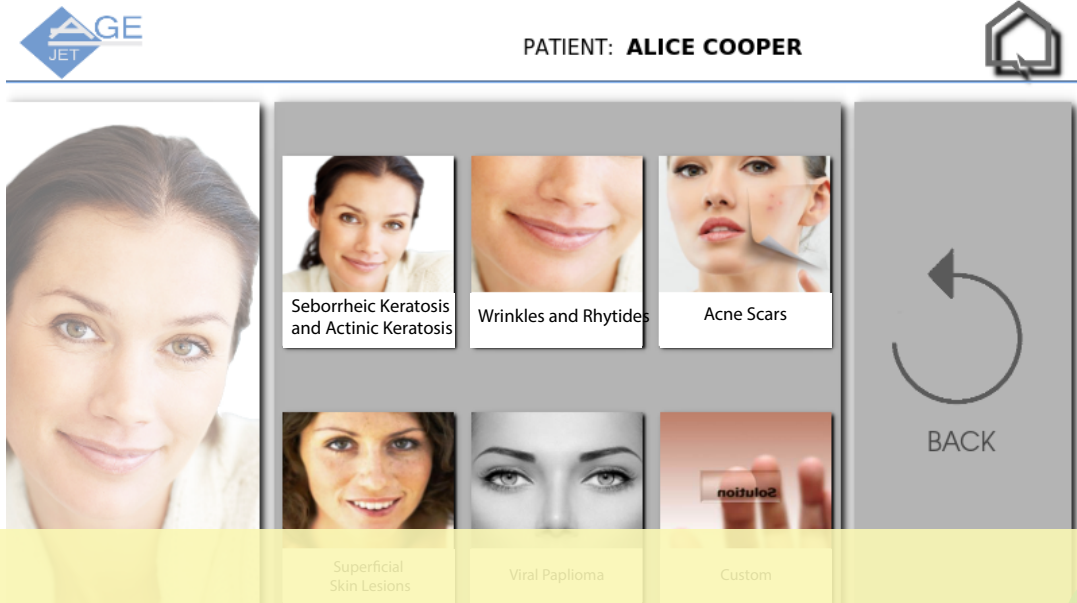 AGE
JET
PATIENT: ALICE COOPER
Seborrheic Keratosis
and Actinic Keratosis
Wrinkles and Rhytides
Acne Scars
BACK
Solution
Superficial
Skin Lesions
Viral Paplioma
Custom